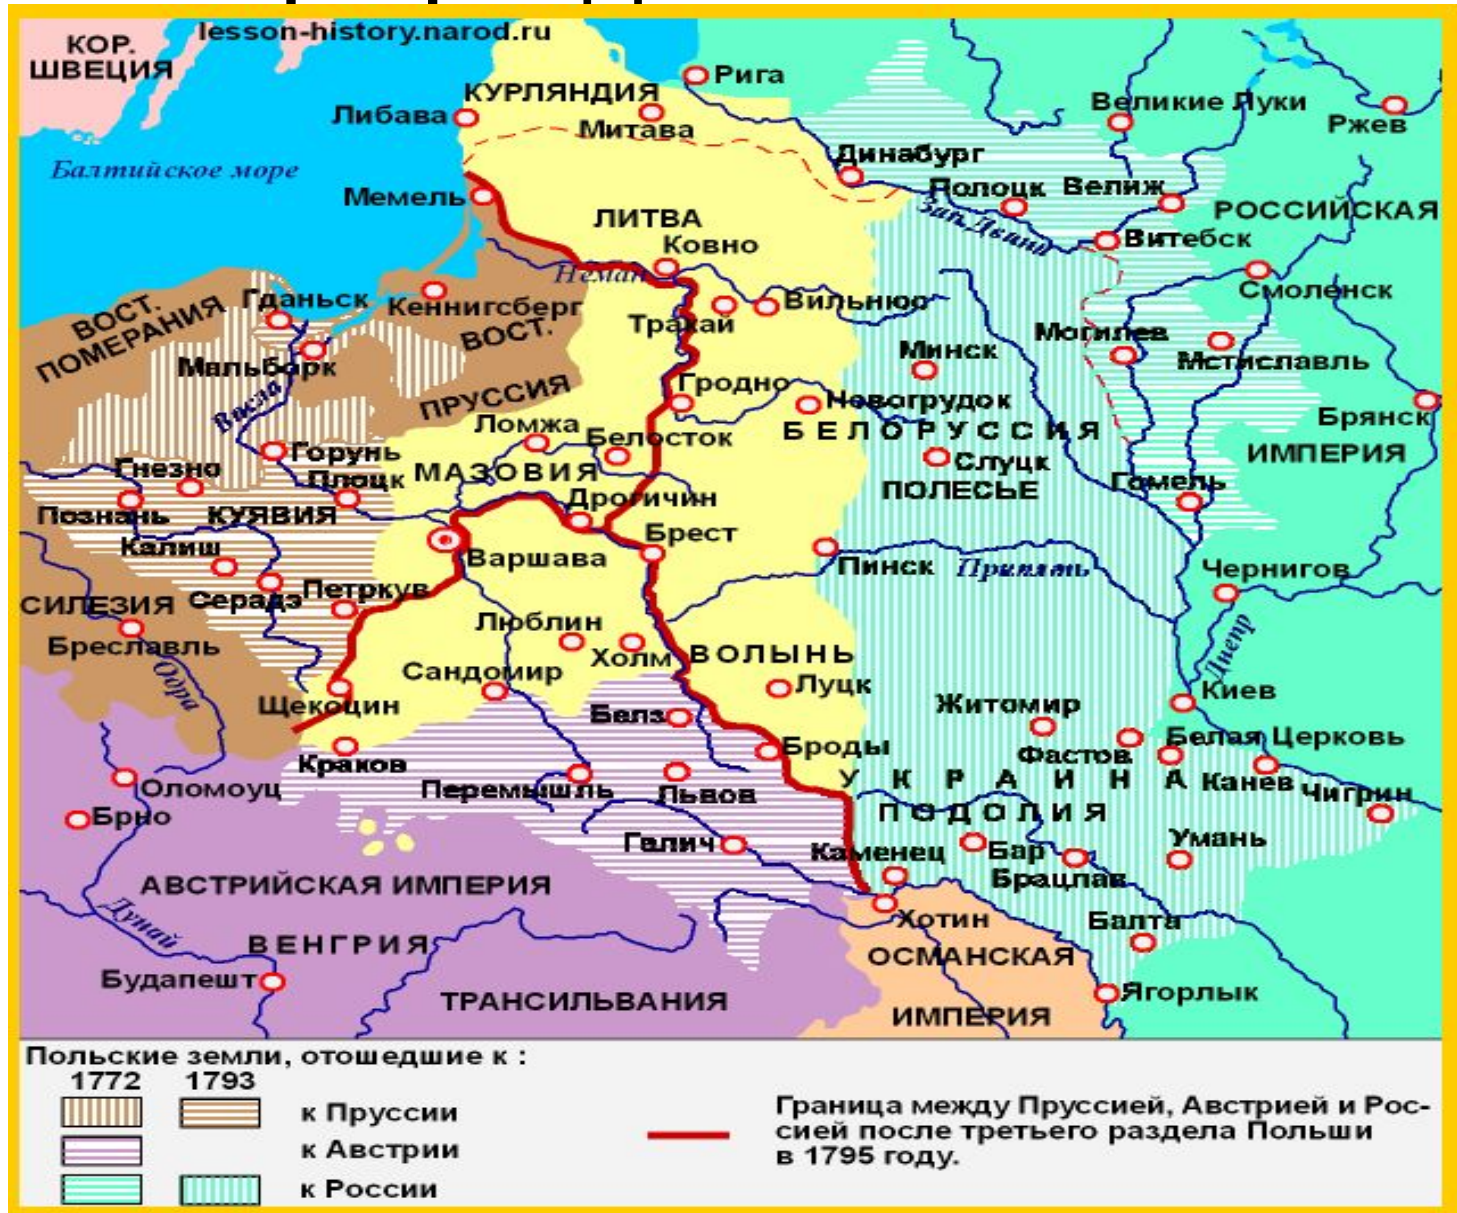 lesson-history.narod.ru
КОР.
ШВЕЦИЯ
Рига
КУРЛЯНДИЯ
Либава
Митава
Великие Луки
Ржев
Балтийское море
Динабург
Мемель
Полоцк
Велиж
ЛИТВА
Зап. Двина
РОССИЙСКАЯ
Ковно
Витебск
Неман
Смоленск
ВОСТ.
ПОМЕРАНИЯ
Гданьск
Кеннигсберг
Вильнюс
Тракай
ВОСТ.
ПРУССИЯ
Могилев
Мальборк
Минск
Мстиславль
Висла
Гродно
Новогрудок
Брянск
Ломжа
Белосток
БЕЛОРУССИЯ
ИМПЕРИЯ
Горунь
Гнезно
Плоцк
МАЗОВИЯ
Слуцк
ПОЛЕСЬЕ
Гомель
Познань
КУЯВИЯ
Дрогичин
Калиш
Варшава
Брест
Пинск
Припять
Чернигов
СИЛЕЗИЯ
Серадз
Петркув
Бреславль
Люблин
Холм
ВОЛЫНЬ
Днепр
Одра
Сандомир
Луцк
Киев
Щекоцин
Белз
Житомир
Краков
Броды
Фастов
Белая Церковь
Оломоуц
Перемышль
Львов
УКРАИНА
Канев
Чигрин
Брно
ПОДОЛИЯ
Галич
Каменец
Бар
Умань
АВСТРИЙСКАЯ ИМПЕРИЯ
Брацлав
Дунай
Хотин
Балта
ВЕНГРИЯ
ОСМАНСКАЯ
Будапешт
ТРАНСИЛЬВАНИЯ
ИМПЕРИЯ
Ягорлык
Польские земли, отошедшие к :
1772 1793
к Пруссии
к Австрии
к России
Граница между Пруссией, Австрией и Рос-
сией после третьего раздела Польши
в 1795 году.